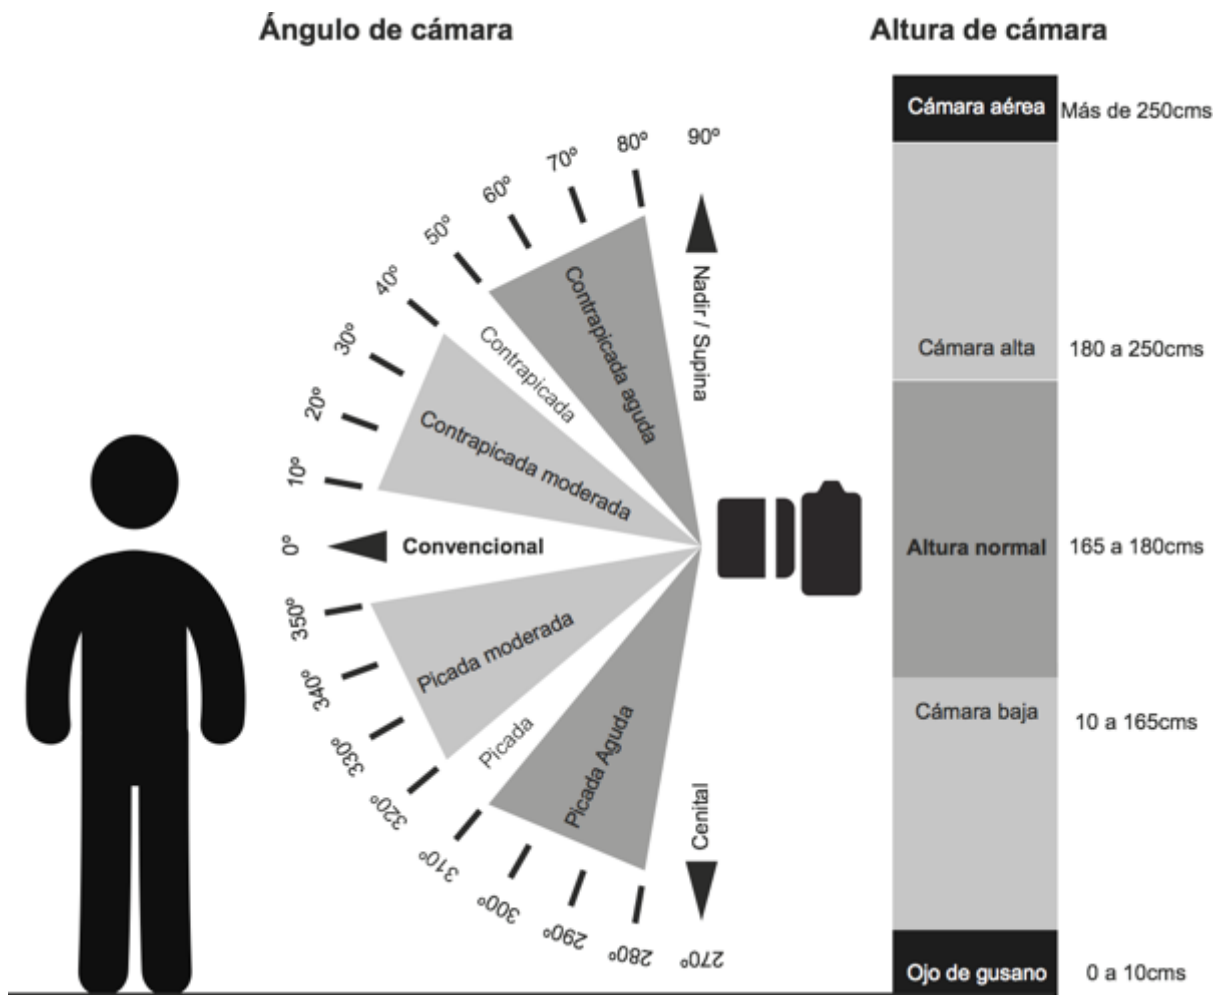 Ángulo de cámara
Altura de cámara
Cámara aérea
Más de 250cms
Cámara alta
180 a 250cms
Altura normal
165 a 180cms
Cámara baja
10 a 165cms
Ojo de gusano
0 a 10cms
90º
80º
70º
60º
50º
40º
30º
20º
10º
0º
350º
340º
330º
320º
310º
300º
290º
280º
270º
Nadir / Supina
Contrapicada aguda
Contrapicada
Contrapicada moderada
Convencional
Picada moderada
Picada
Picada Aguda
Cenital